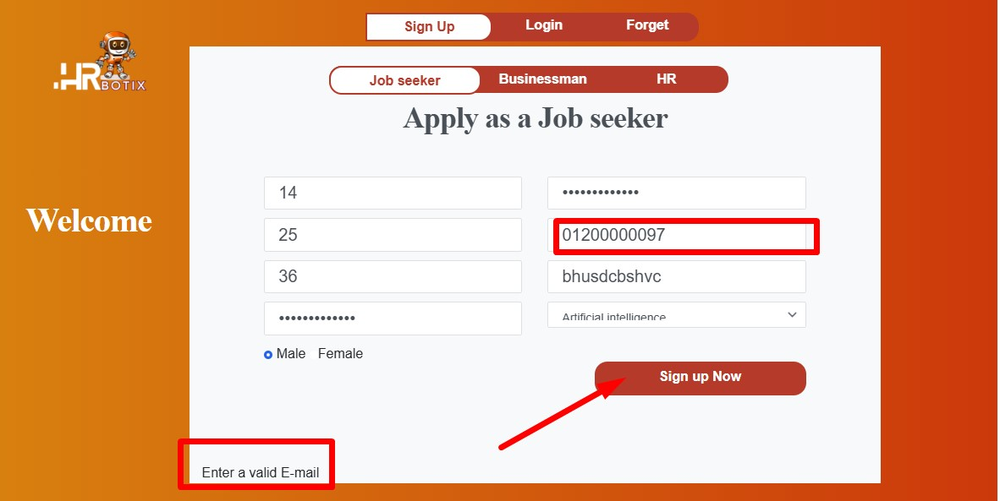 Sign Up Login Forget
.HR BOTIX
Job seeker Businessman HR
Apply as a Job seeker
Welcome
14 •••••••••••••
25 01200000097
36 bhusdcbshvc
••••••••••••• Artificial intelligence
Male Female
Sign up Now
Enter a valid E-mail